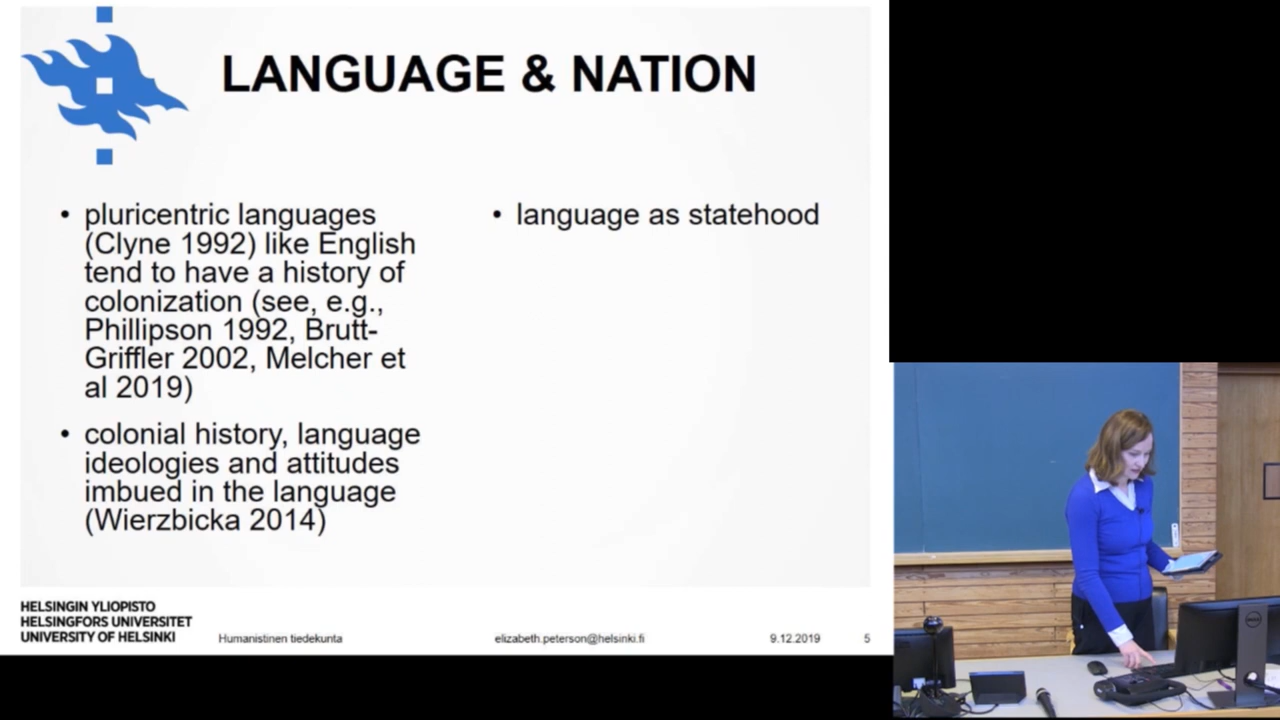 LANGUAGE & NATION
• pluricentric languages
(Clyne 1992) like English
tend to have a history of
colonization (see, e.g.,
Phillipson 1992, Brutt-
Griffler 2002, Melcher et
al 2019)
• colonial history, language
ideologies and attitudes
imbued in the language
(Wierzbicka 2014)
• language as statehood
HELSINGIN YLIOPISTO
HELSINGFORS UNIVERSITET
UNIVERSITY OF HELSINKI
Humanistinen tiedekunta
elizabeth.peterson@helsinki.fi
9.12.2019
5